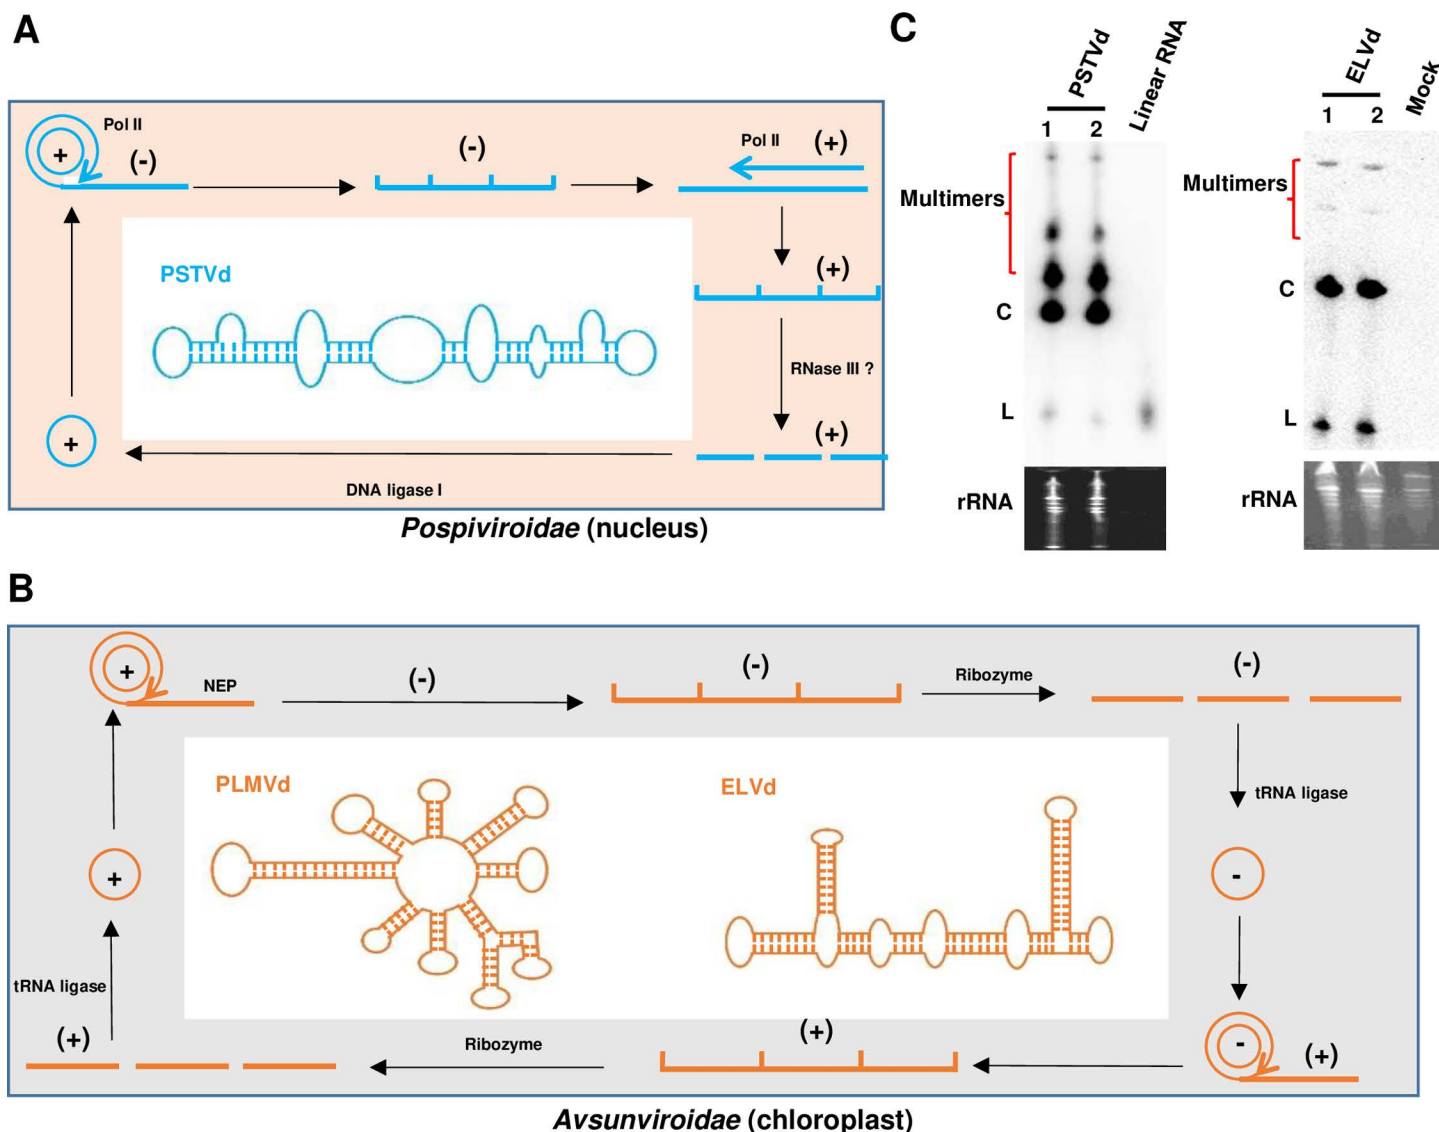 A
Pol II
+
(-)
(-)
Pol II
(+)
PSTVd
(+)
RNase III ?
+
(+)
DNA ligase I
Pospiviroidae (nucleus)
C
PSTVd
Linear RNA
1 2
Multimers
C
L
rRNA
ELVd
Mock
1 2
Multimers
C
L
rRNA
B
+
NEP
(-)
(-)
Ribozyme
(-)
PLMVd
ELVd
tRNA ligase
+
-
tRNA ligase
(+)
Ribozyme
(+)
-
(+)
Avsunviroidae (chloroplast)